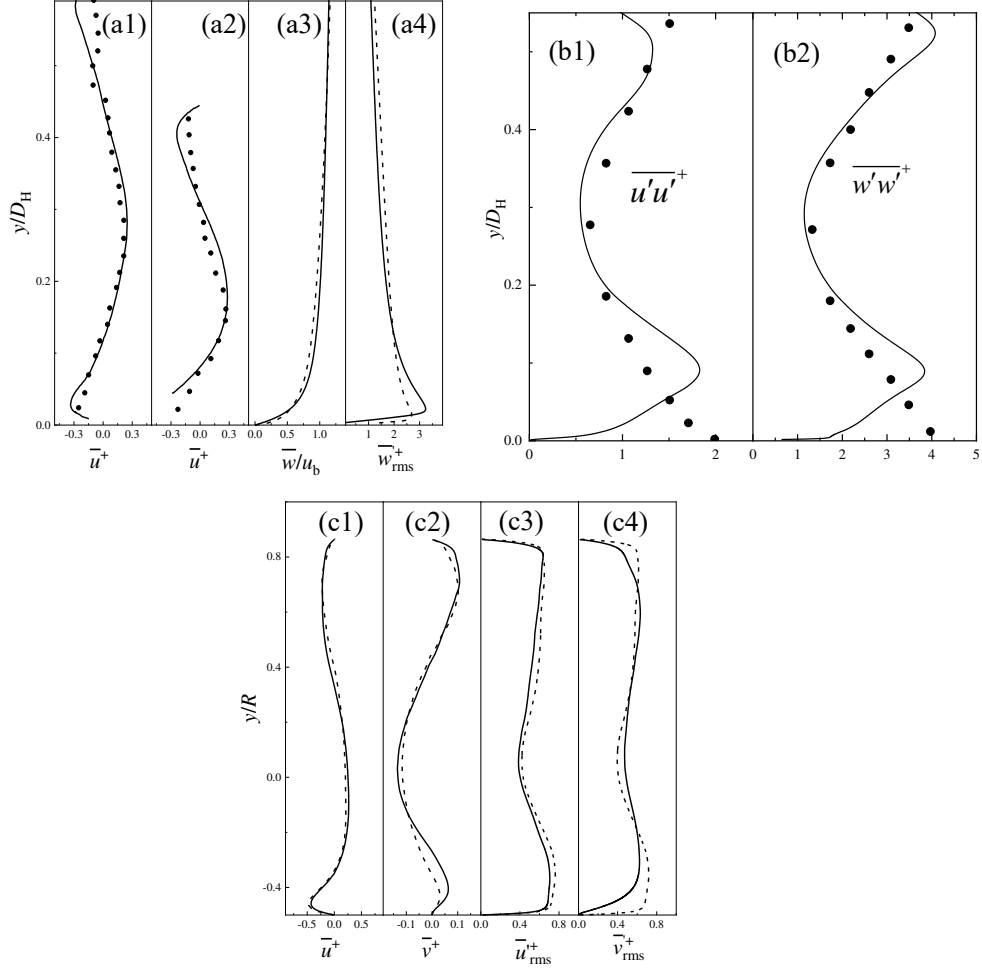 (a1) (a2) (a3) (a4)
y/D_H
0.4
0.2
0.0
-0.3 0.0 0.3 -0.3 0.0 0.3 0.0 0.5 1.0 1 2 3
u̅⁺ u̅⁺ w̅/u_b w̅'⁺_rms
(b1) (b2)
y/D_H
0.4
0.2
0.0
u'u'⁺ w'w'⁺
0 1 2 0 1 2 3 4 5
(c1) (c2) (c3) (c4)
y/R
0.8
0.4
0.0
-0.4
-0.5 0.0 0.5 -0.1 0.0 0.1 0.0 0.4 0.8 0.0 0.4 0.8
u̅⁺ v̅⁺ u̅'⁺_rms v̅'⁺_rms